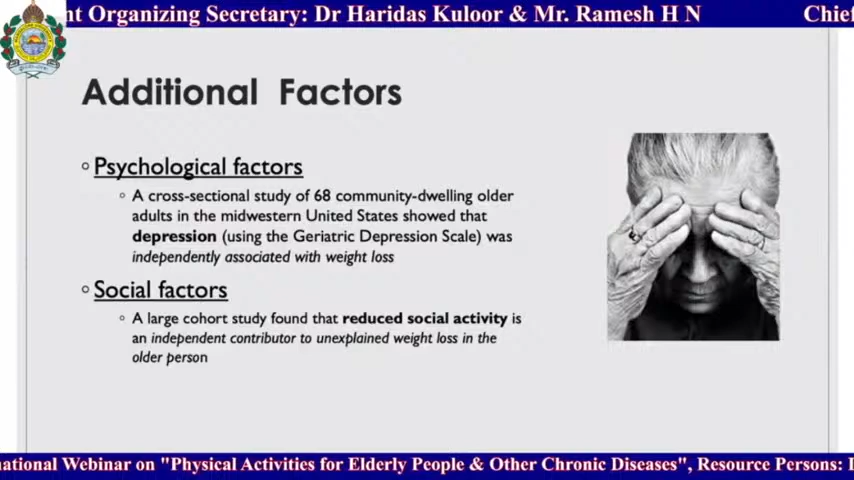 nt Organizing Secretary: Dr Haridas Kuloor & Mr. Ramesh H N Chief
Additional Factors
Psychological factors
A cross-sectional study of 68 community-dwelling older
adults in the midwestern United States showed that
depression (using the Geriatric Depression Scale) was
independently associated with weight loss
Social factors
A large cohort study found that reduced social activity is
an independent contributor to unexplained weight loss in the
older person
national Webinar on "Physical Activities for Elderly People & Other Chronic Diseases", Resource Persons: